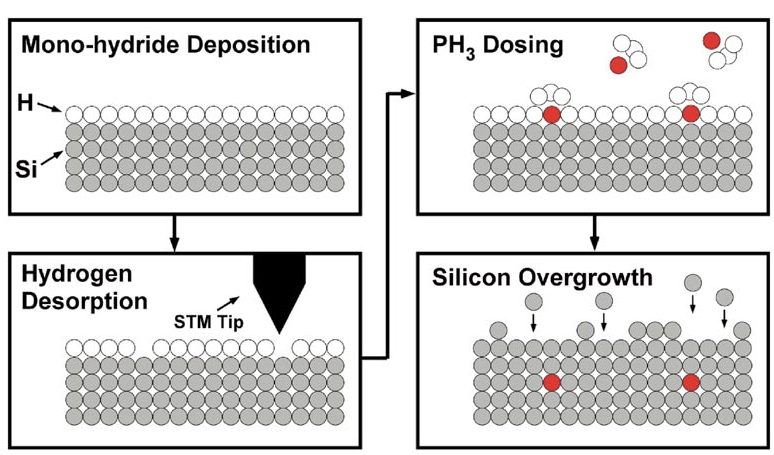 Mono-hydride Deposition
H
Si
Hydrogen
Desorption
STM Tip
PH₃ Dosing
Silicon Overgrowth